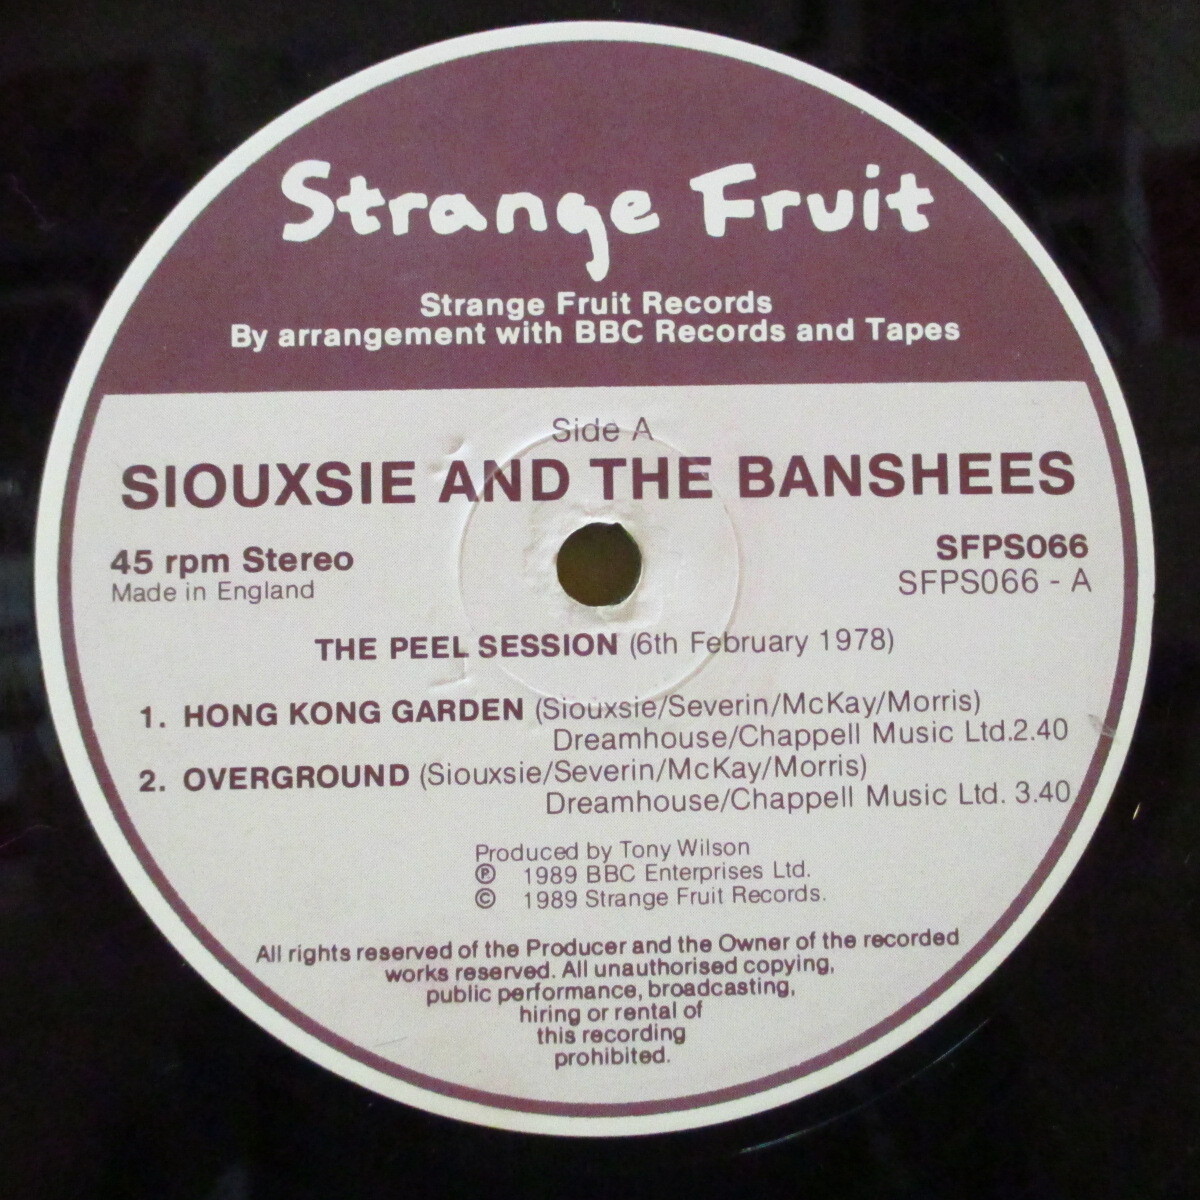 Strange Fruit
Strange Fruit Records
By arrangement with BBC Records and Tapes
Side A
SIOUXSIE AND THE BANSHEES
45 rpm Stereo
Made in England
SFPS066
SFPS066 - A
THE PEEL SESSION (6th February 1978)
1. HONG KONG GARDEN (Siouxsie/Severin/McKay/Morris)
Dreamhouse/Chappell Music Ltd.2.40
2. OVERGROUND (Siouxsie/Severin/McKay/Morris)
Dreamhouse/Chappell Music Ltd. 3.40
Produced by Tony Wilson
℗ 1989 BBC Enterprises Ltd.
© 1989 Strange Fruit Records.
All rights reserved of the Producer and the Owner of the recorded
works reserved. All unauthorised copying,
public performance, broadcasting,
hiring or rental of
this recording
prohibited.